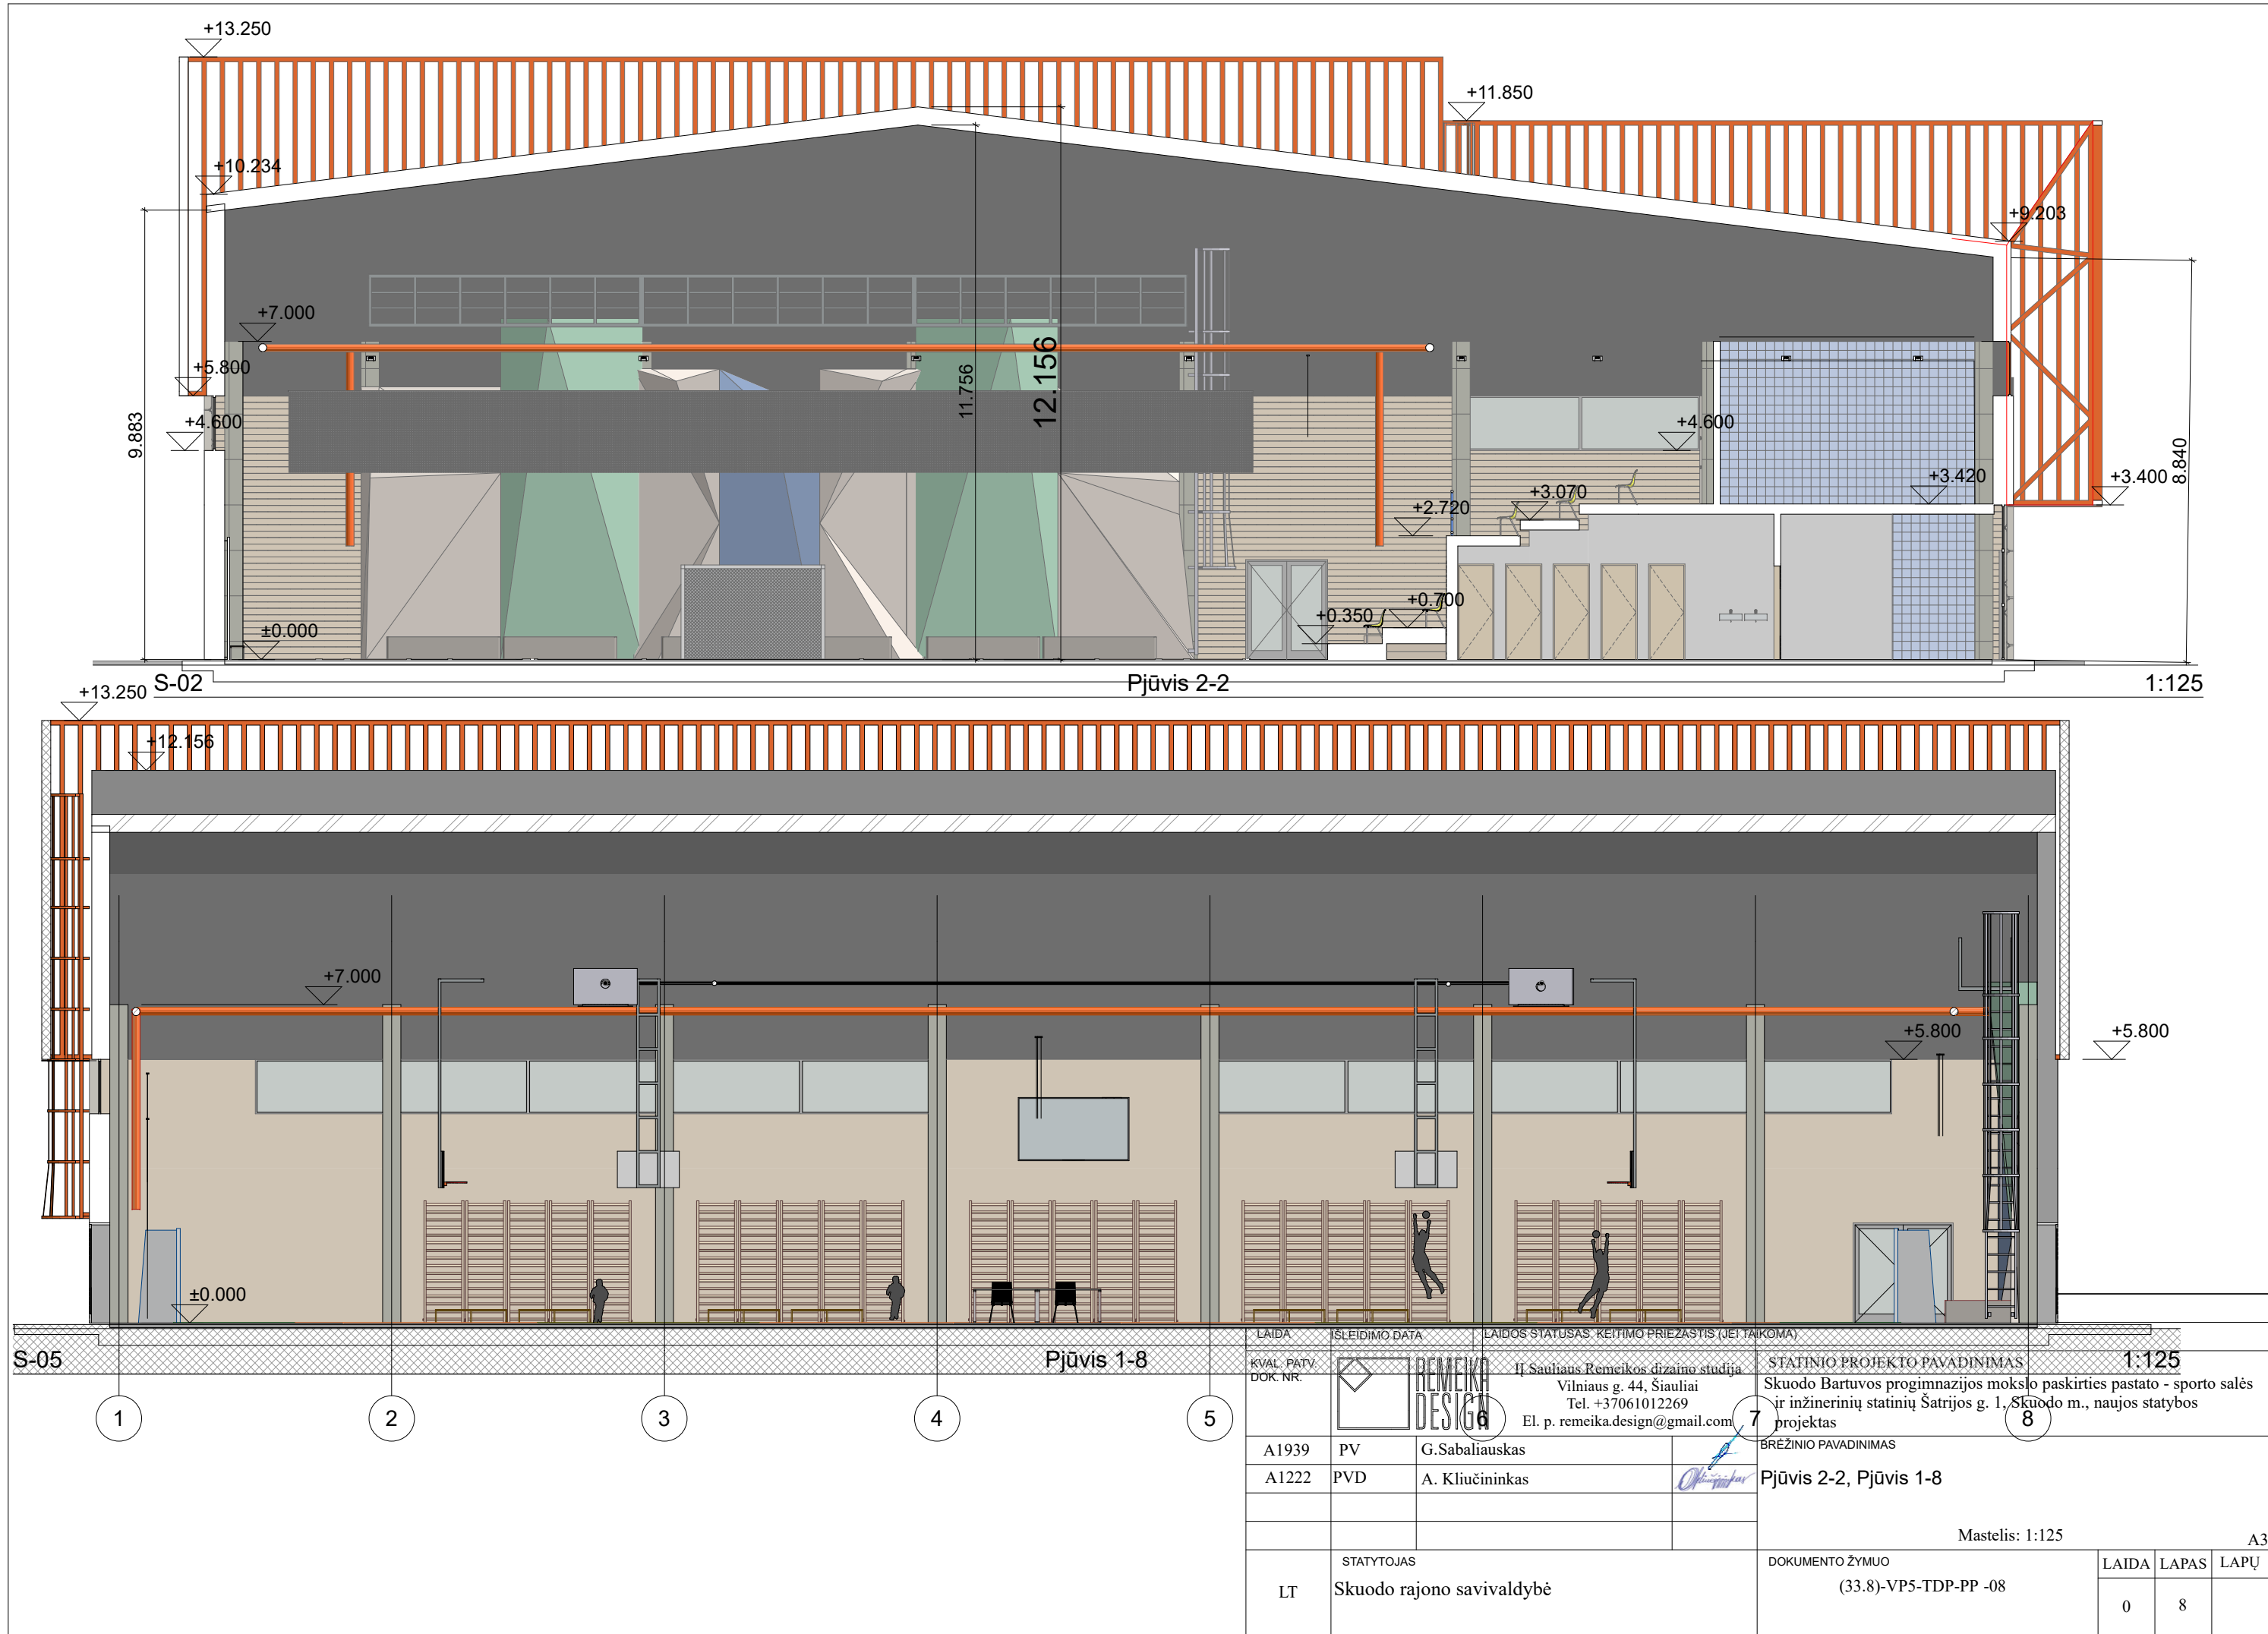 +13.250
+11.850
+10.234
+9.203
+7.000
+5.800
12.156
11.756
+4.600
+4.600
9.883
8.840
+3.420
+3.400
+3.070
+2.720
+0.700
+0.350
±0.000
S-02
Pjūvis 2-2
1:125
+13.250
+12.156
+7.000
+5.800
+5.800
±0.000
S-05
Pjūvis 1-8
1:125
1
2
3
4
5
6
7
8
LAIDA
IŠLEIDIMO DATA
LAIDOS STATUSAS. KEITIMO PRIEŽASTIS (JEI TAIKOMA)
KVAL. PATV.
DOK. NR.
REMEIKA
DESIGN
IĮ Sauliaus Remeikos dizaino studija
Vilniaus g. 44, Šiauliai
Tel. +37061012269
El. p. remeika.design@gmail.com
STATINIO PROJEKTO PAVADINIMAS
Skuodo Bartuvos progimnazijos mokslo paskirties pastato - sporto salės
ir inžinerinių statinių Šatrijos g. 1, Skuodo m., naujos statybos
projektas
A1939 PV G.Sabaliauskas
A1222 PVD A. Kliučininkas
BRĖŽINIO PAVADINIMAS
Pjūvis 2-2, Pjūvis 1-8
Mastelis: 1:125
A3
STATYTOJAS
LT
Skuodo rajono savivaldybė
DOKUMENTO ŽYMUO
(33.8)-VP5-TDP-PP -08
LAIDA LAPAS LAPŲ
0 8